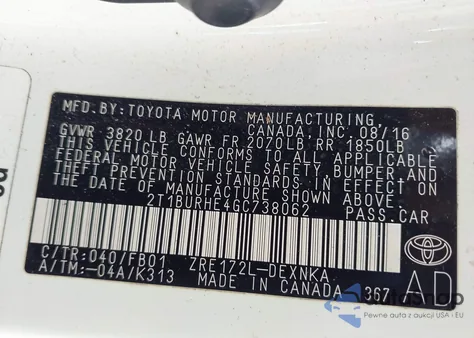 MFD. BY: TOYOTA MOTOR MANUFACTURING
CANADA, INC. 08/16
GVWR 3820 LB GAWR FR 2070LB, RR 1850LB
THIS VEHICLE CONFORMS TO ALL APPLICABLE
FEDERAL MOTOR VEHICLE SAFETY, BUMPER AND
THEFT PREVENTION STANDARDS IN EFFECT
ON THE DATE OF MANUFACTURE SHOWN ABOVE.
2T1BURHE4GC738062 PASS. CAR
C/TR: 040/FB01 ZRE172L-DEXNKA
A/TM: -04A/K313 MADE IN CANADA 367
TOYOTA
AD
autoshop
Pewne auta z aukcji USA i EU